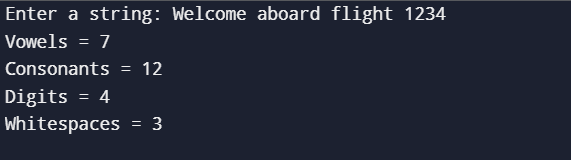 Enter a string: Welcome aboard flight 1234
Vowels = 7
Consonants = 12
Digits = 4
Whitespaces = 3